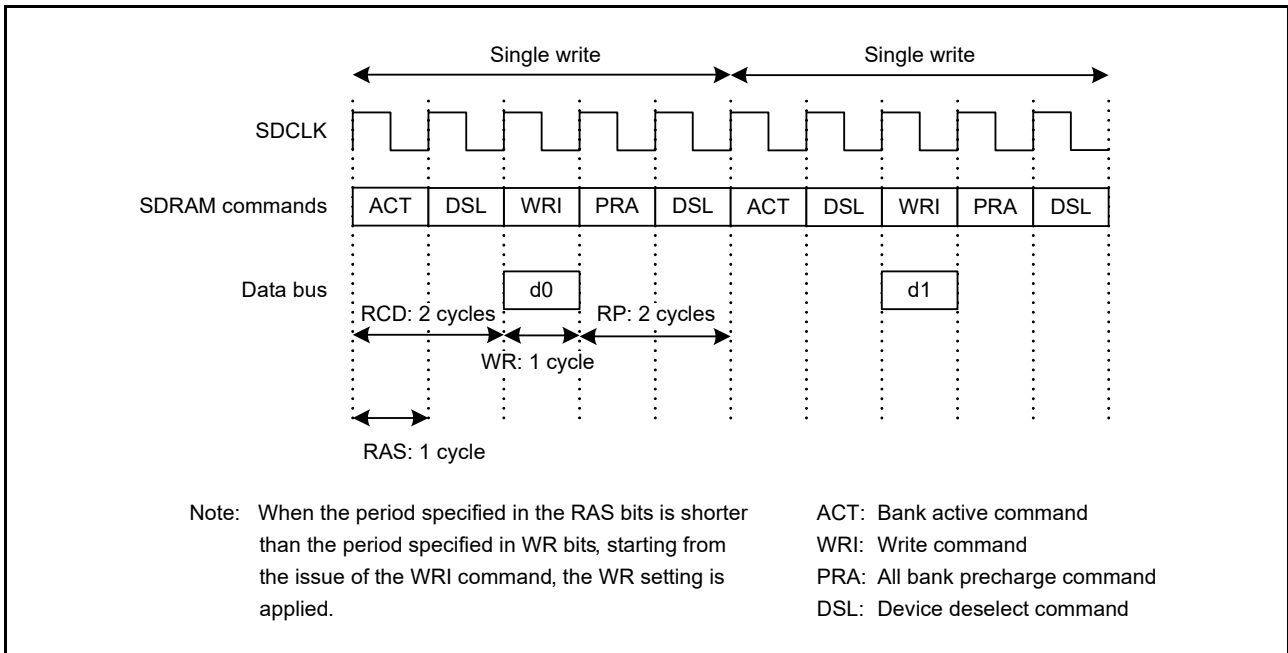 Single write Single write
SDCLK
SDRAM commands ACT DSL WRI PRA DSL ACT DSL WRI PRA DSL
Data bus d0 d1
RCD: 2 cycles RP: 2 cycles
WR: 1 cycle
RAS: 1 cycle
Note: When the period specified in the RAS bits is shorter
than the period specified in WR bits, starting from
the issue of the WRI command, the WR setting is
applied.
ACT: Bank active command
WRI: Write command
PRA: All bank precharge command
DSL: Device deselect command